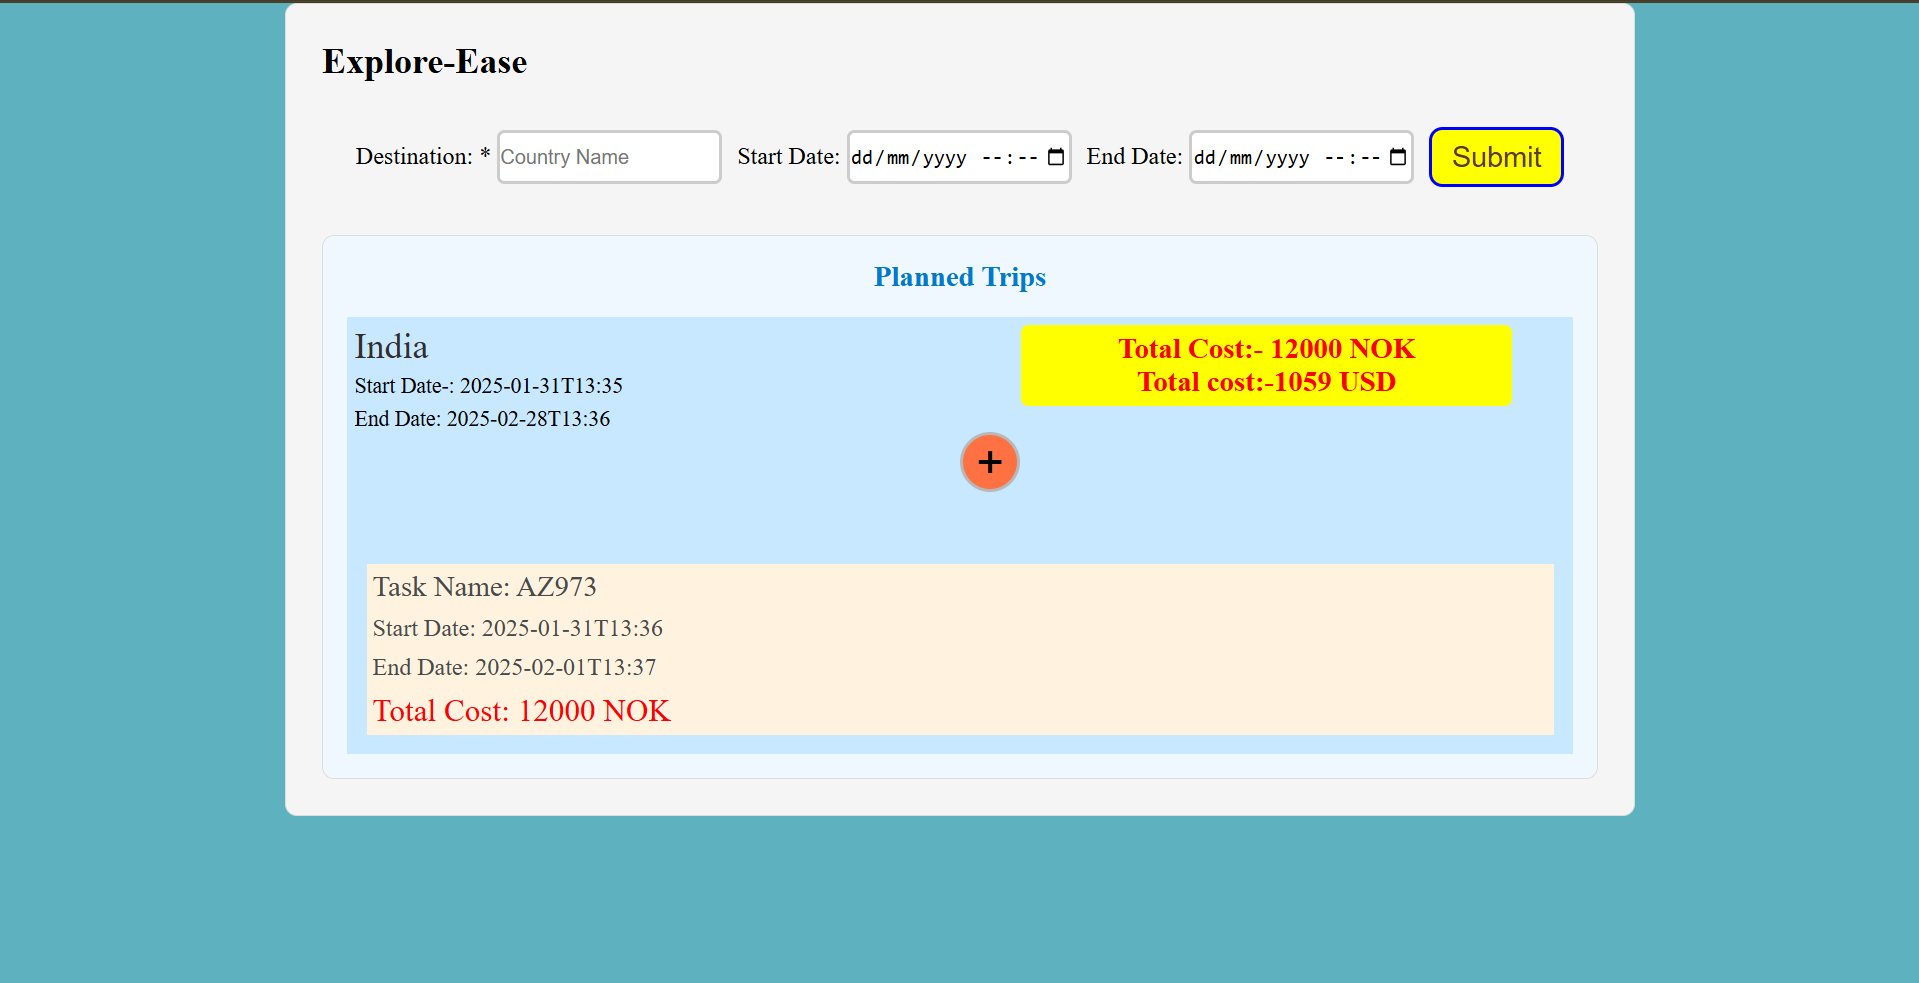 Explore-Ease
Destination: * Country Name Start Date: dd/mm/yyyy --:-- End Date: dd/mm/yyyy --:-- Submit
Planned Trips
India
Start Date-: 2025-01-31T13:35
End Date: 2025-02-28T13:36
Total Cost:- 12000 NOK
Total cost:-1059 USD
+
Task Name: AZ973
Start Date: 2025-01-31T13:36
End Date: 2025-02-01T13:37
Total Cost: 12000 NOK